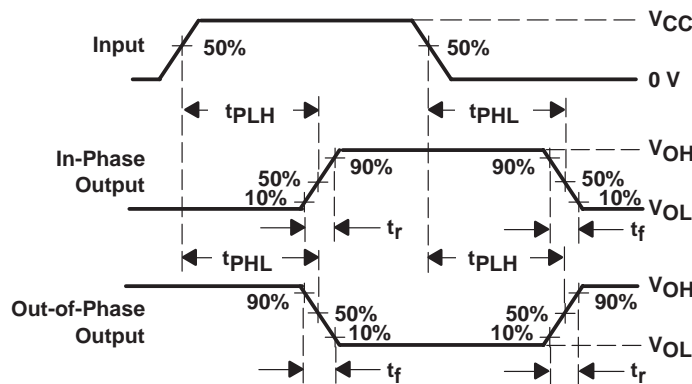 VCC
Input
50%
50%
0 V
tPLH
tPHL
In-Phase
Output
VOH
90%
90%
50%
50%
10%
10%
VOL
tr
tf
tPHL
tPLH
Out-of-Phase
Output
VOH
90%
90%
50%
50%
10%
10%
VOL
tf
tr